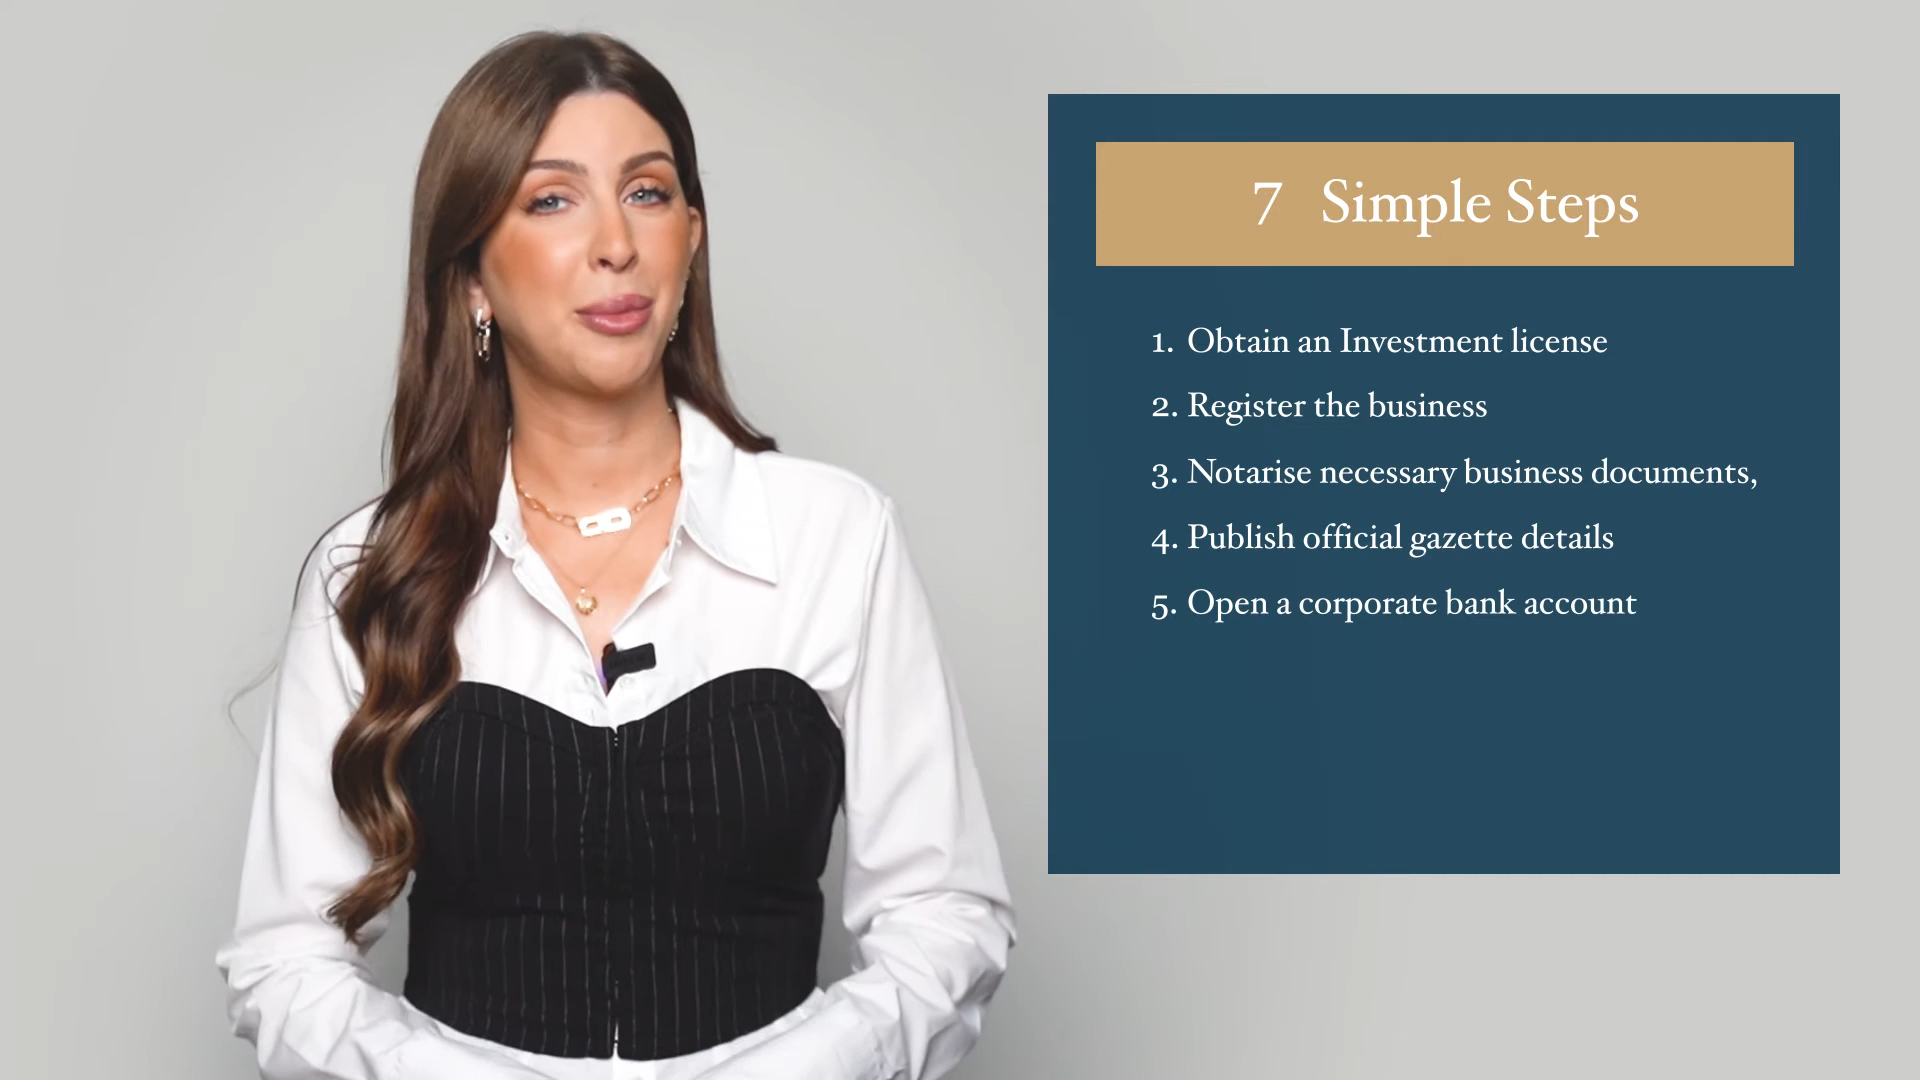 7 Simple Steps
1. Obtain an Investment license
2. Register the business
3. Notarise necessary business documents,
4. Publish official gazette details
5. Open a corporate bank account